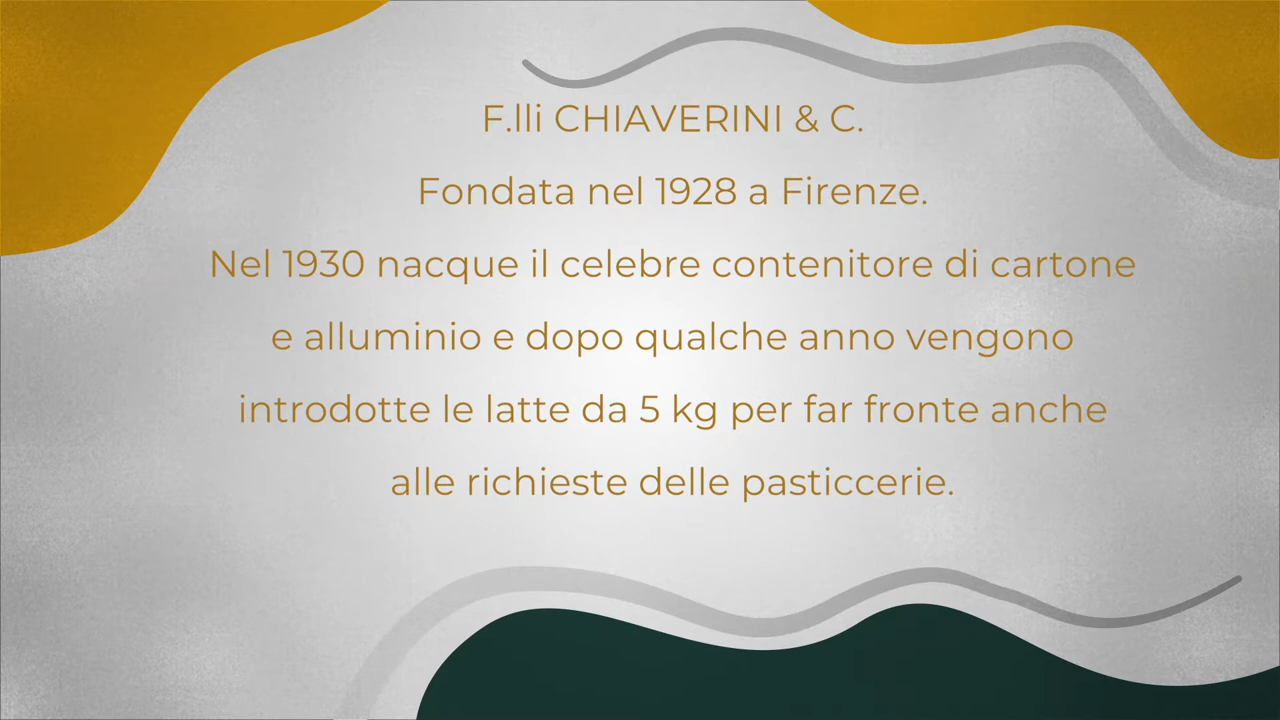 F.lli CHIAVERINI & C.
Fondata nel 1928 a Firenze.
Nel 1930 nacque il celebre contenitore di cartone
e alluminio e dopo qualche anno vengono
introdotte le latte da 5 kg per far fronte anche
alle richieste delle pasticcerie.